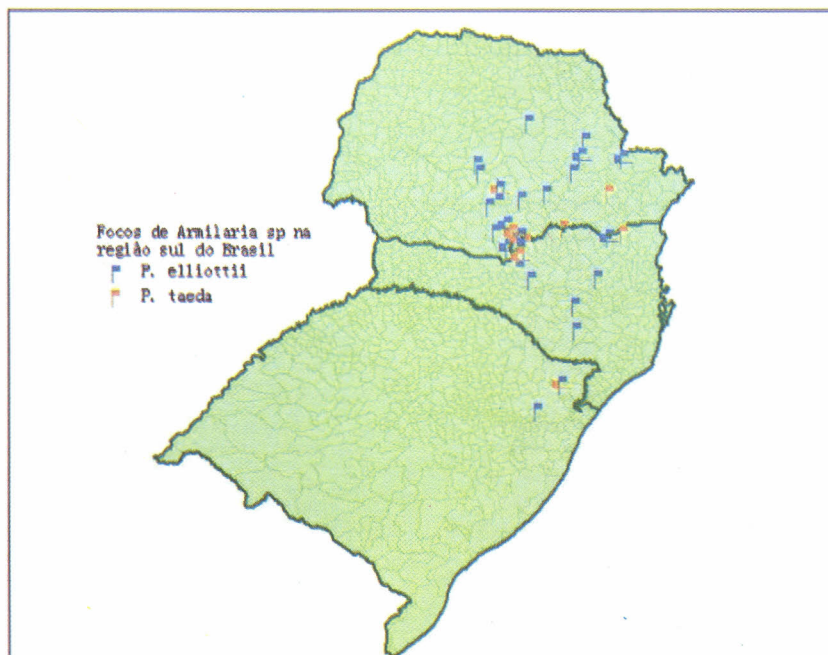 Focos de Armilaria sp na
região sul do Brasil
P. elliottii
P. taeda